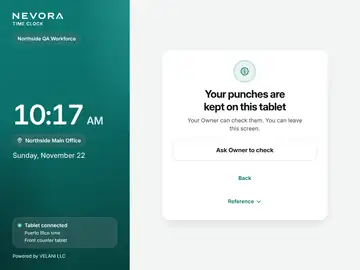 NEVORA
TIME CLOCK
Northside QA Workforce
10:17 AM
Northside Main Office
Sunday, November 22
Tablet connected
Puerto Rico time
Front counter tablet
Powered by VELANI LLC
Your punches are
kept on this tablet
Your Owner can check them. You can leave
this screen.
Ask Owner to check
Back
Reference